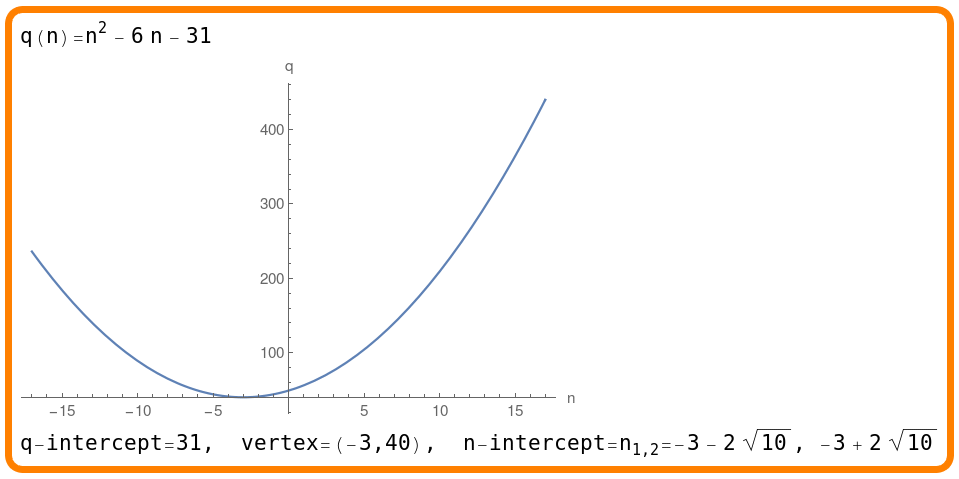 q(n)=n² − 6 n − 31
q
400
300
200
100
−15 −10 −5 5 10 15 n
q−intercept=31, vertex=(−3,40), n−intercept=n₁,₂=−3 − 2 √10, −3 + 2 √10